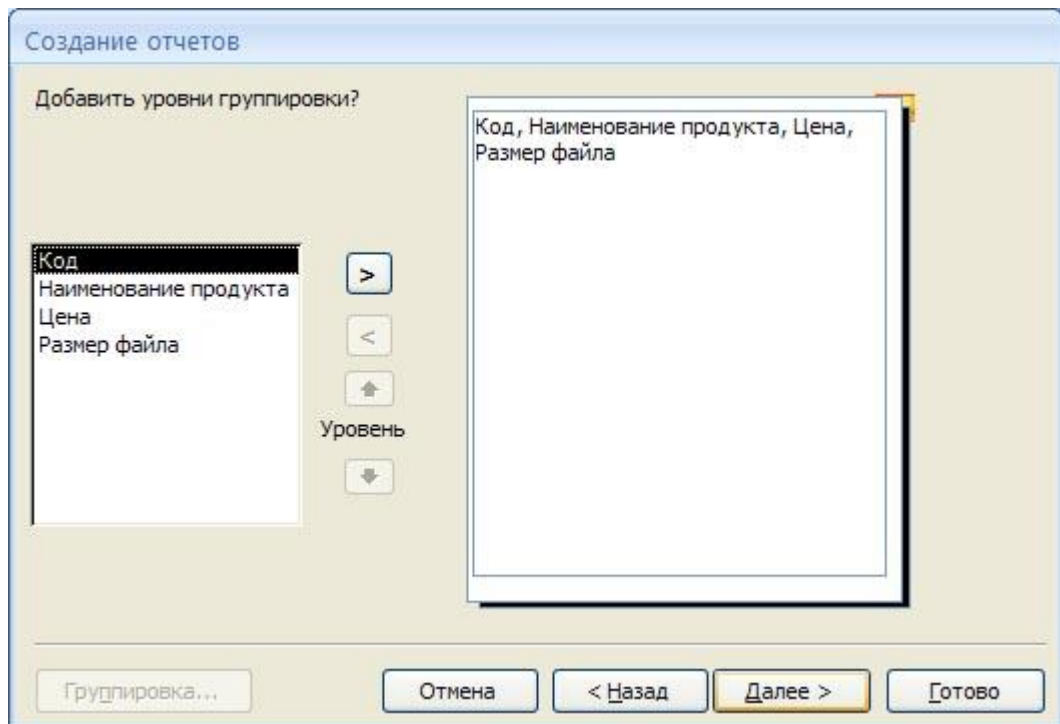 Создание отчетов
Добавить уровни группировки?
Код, Наименование продукта, Цена,
Размер файла
Код
Наименование продукта
Цена
Размер файла
>
<
Уровень
Группировка...
Отмена
< Назад
Далее >
Готово